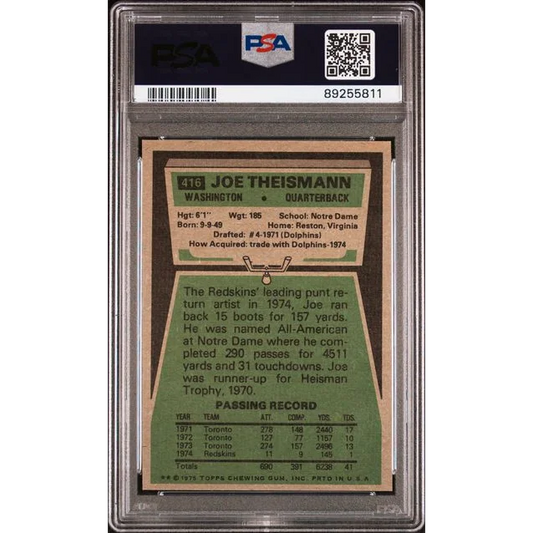 PSA PSA
89255811
416 JOE THEISMANN
WASHINGTON • QUARTERBACK
Hgt: 6'1" Wgt: 185 School: Notre Dame
Born: 9-9-49 Home: Reston, Virginia
Drafted: #4-1971 (Dolphins)
How Acquired: trade with Dolphins-1974
The Redskins' leading punt re-
turn artist in 1974, Joe ran
back 15 boots for 157 yards.
He was named All-American
at Notre Dame where he com-
pleted 290 passes for 4511
yards and 31 touchdowns. Joe
was runner-up for Heisman
Trophy, 1970.
PASSING RECORD
YEAR TEAM ATT. COMP. YDS. TDS.
1971 Toronto 278 148 2440 17
1972 Toronto 127 77 1157 10
1973 Toronto 274 157 2496 13
1974 Redskins 11 9 145 1
Totals 690 391 6238 41
** © 1975 TOPPS CHEWING GUM, INC. PRTD IN U.S.A.